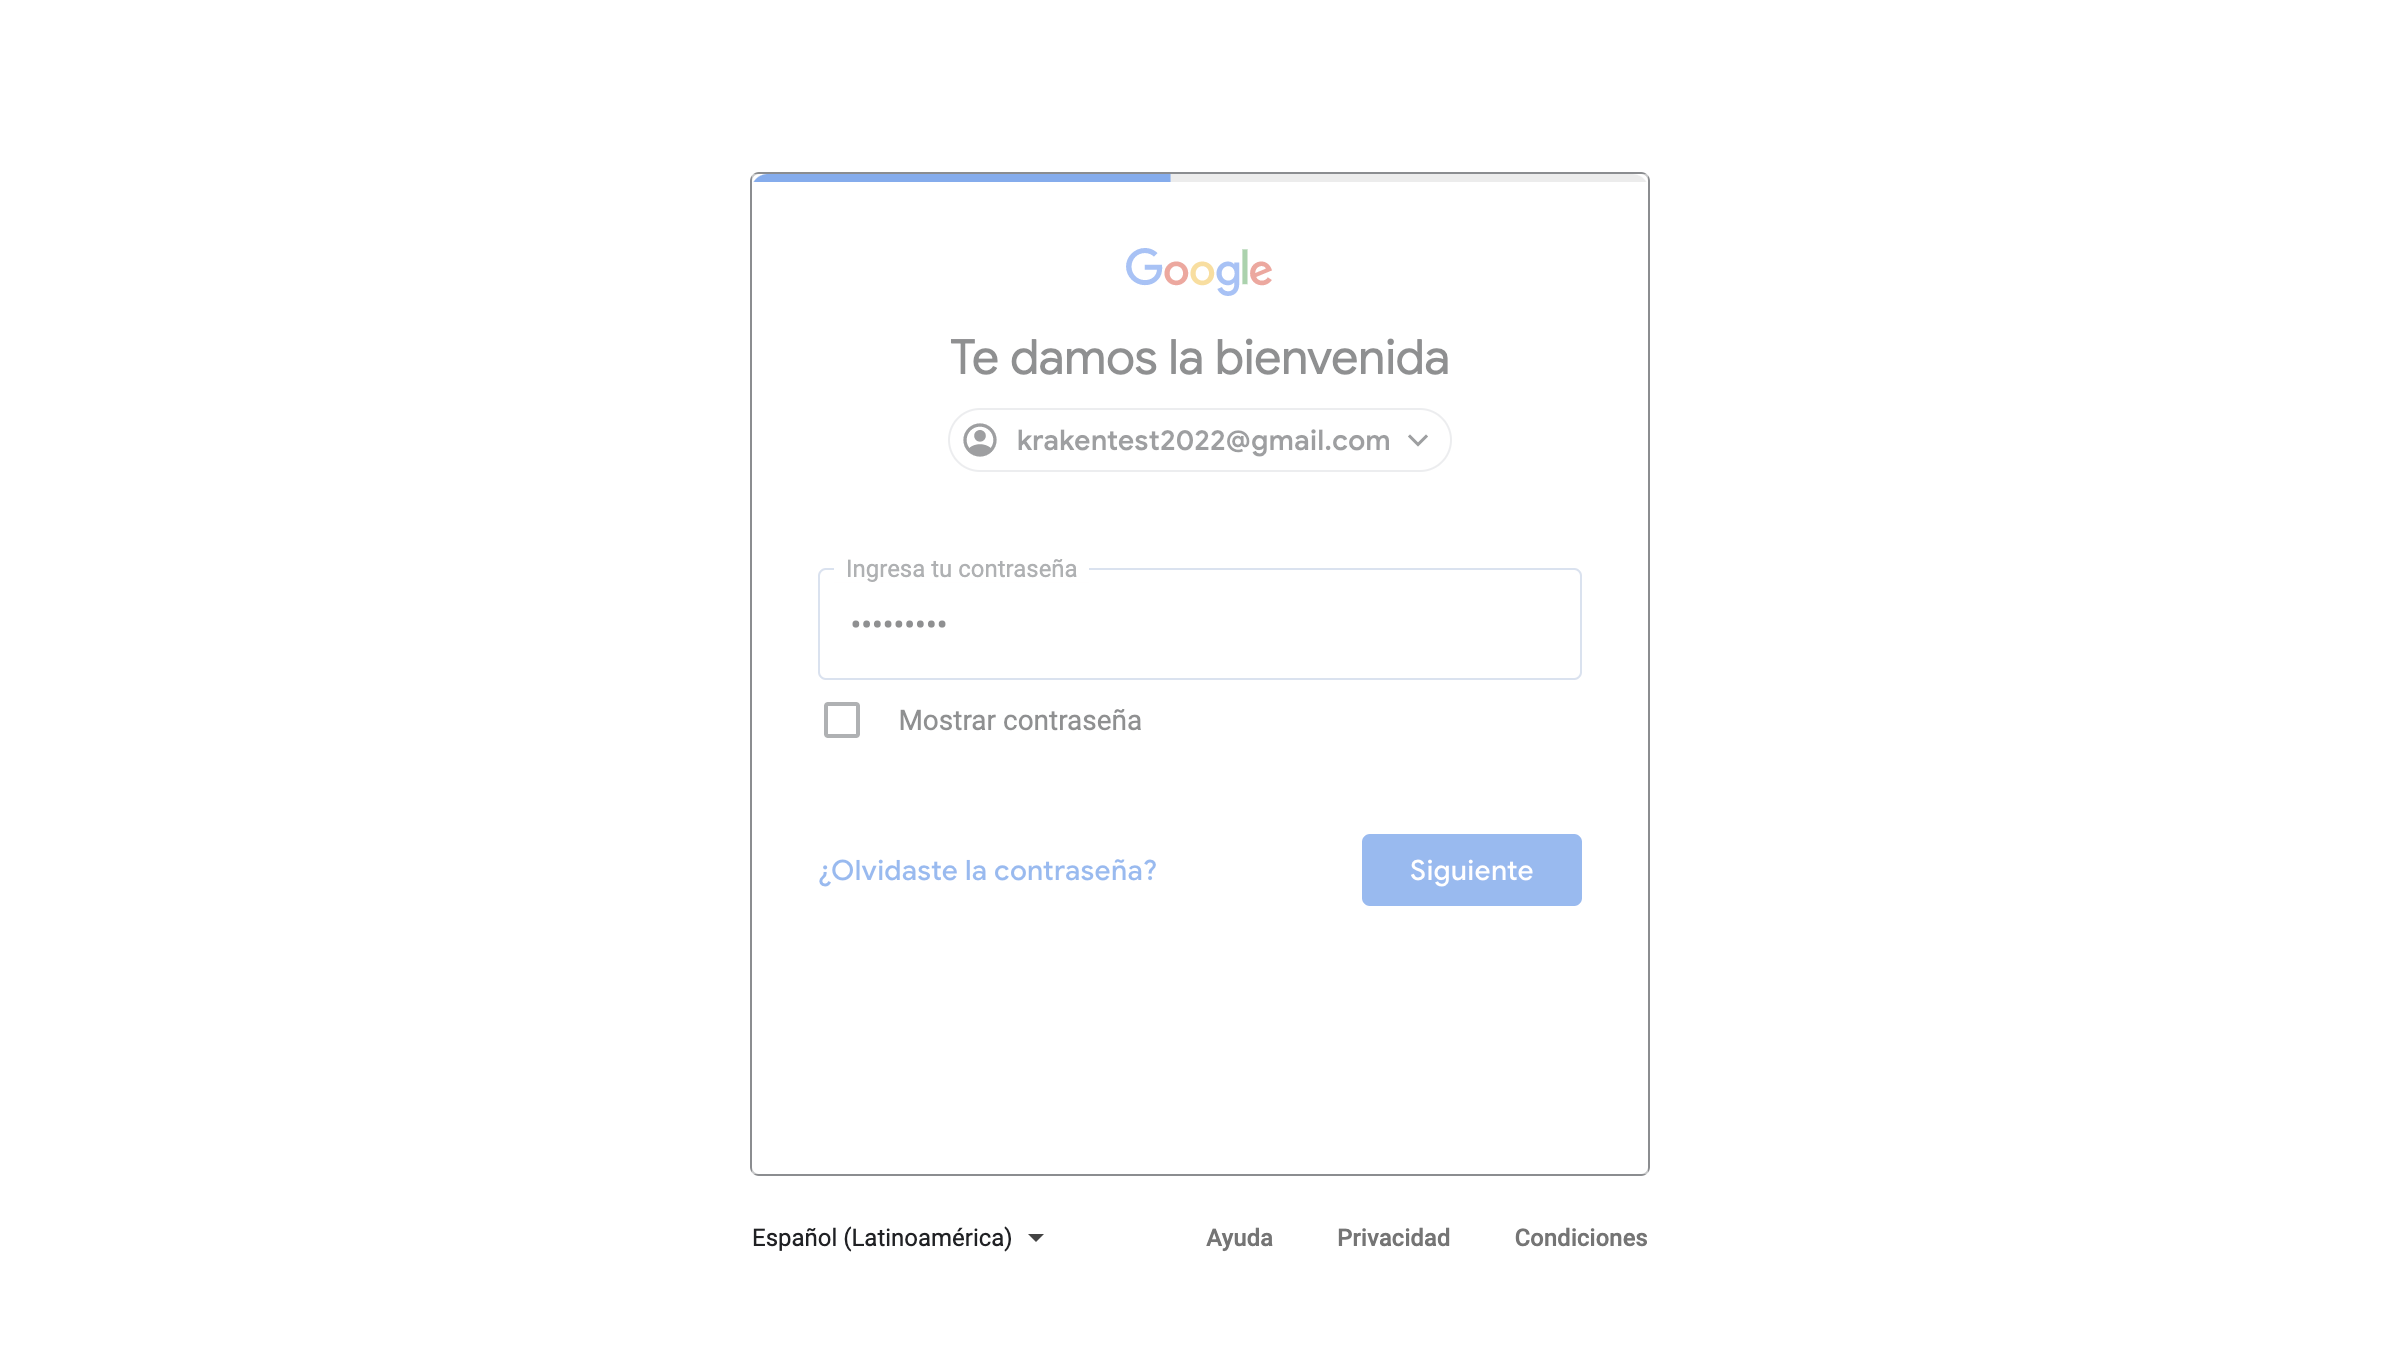 Google
Te damos la bienvenida
krakentest2022@gmail.com
Ingresa tu contraseña
•••••••••
Mostrar contraseña
¿Olvidaste la contraseña?
Siguiente
Español (Latinoamérica)
Ayuda
Privacidad
Condiciones